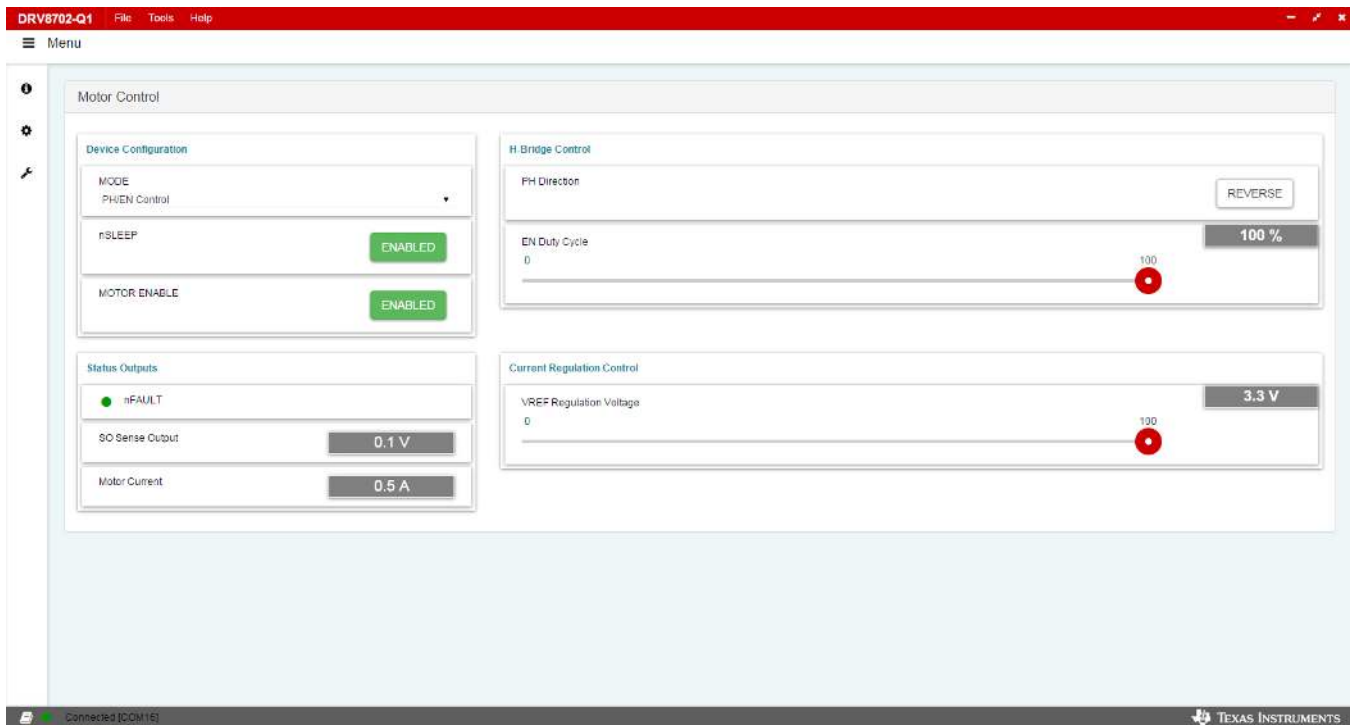 DRV8702-Q1 File Tools Help
Menu
Motor Control
Device Configuration
MODE
PH/EN Control
nSLEEP
ENABLED
MOTOR ENABLE
ENABLED
H-Bridge Control
PH Direction
REVERSE
EN Duty Cycle
100 %
0
100
Status Outputs
nFAULT
SO Sense Output
0.1 V
Motor Current
0.5 A
Current Regulation Control
VREF Regulation Voltage
3.3 V
0
100
Connected [COM16]
TEXAS INSTRUMENTS